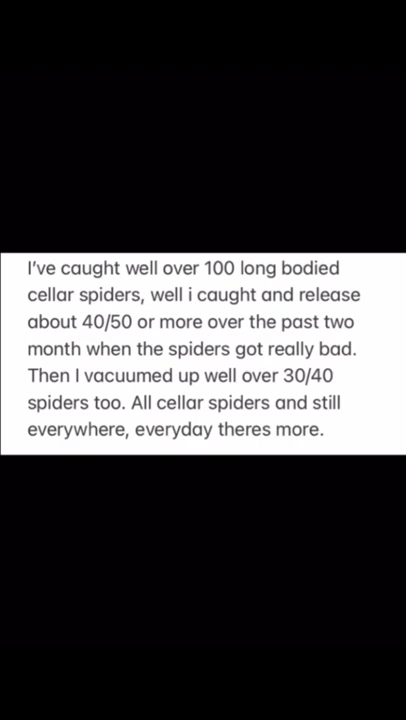 I've caught well over 100 long bodied
cellar spiders, well i caught and release
about 40/50 or more over the past two
month when the spiders got really bad.
Then I vacuumed up well over 30/40
spiders too. All cellar spiders and still
everywhere, everyday theres more.